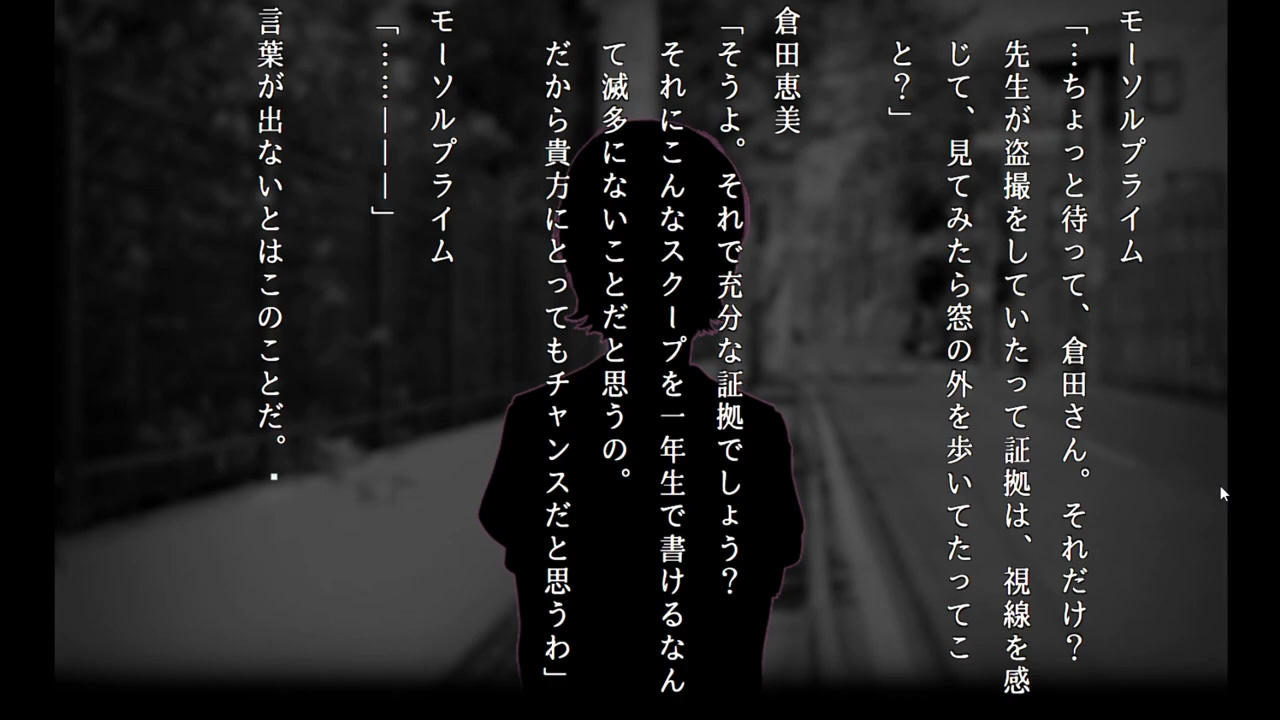 モーソルプライム
「…ちょっと待って、倉田さん。それだけ？
先生が盗撮をしていたって証拠は、視線を感
じて、見てみたら窓の外を歩いてたってこ
と？」
倉田恵美
「そうよ。それで充分な証拠でしょう？
それにこんなスクープを一年生で書けるなん
て滅多にないことだと思うの。
だから貴方にとってもチャンスだと思うわ」
モーソルプライム
「……―――」
言葉が出ないとはこのことだ。